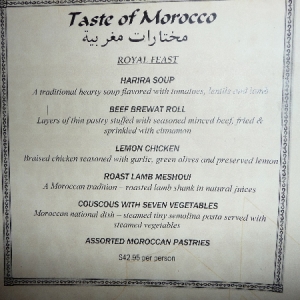 Taste of Morocco
مختارات مغربية
ROYAL FEAST
HARIRA SOUP
A traditional hearty soup flavored with tomatoes, lentils and lamb
BEEF BREWAT ROLL
Layers of thin pastry stuffed with seasoned minced beef, fried &
sprinkled with cinnamon
LEMON CHICKEN
Braised chicken seasoned with garlic, green olives and preserved lemon
ROAST LAMB MESHOUI
A Moroccan tradition – roasted lamb shank in natural juices
COUSCOUS WITH SEVEN VEGETABLES
Moroccan national dish – steamed tiny semolina pasta served with
steamed vegetables
ASSORTED MOROCCAN PASTRIES
$42.95 per person